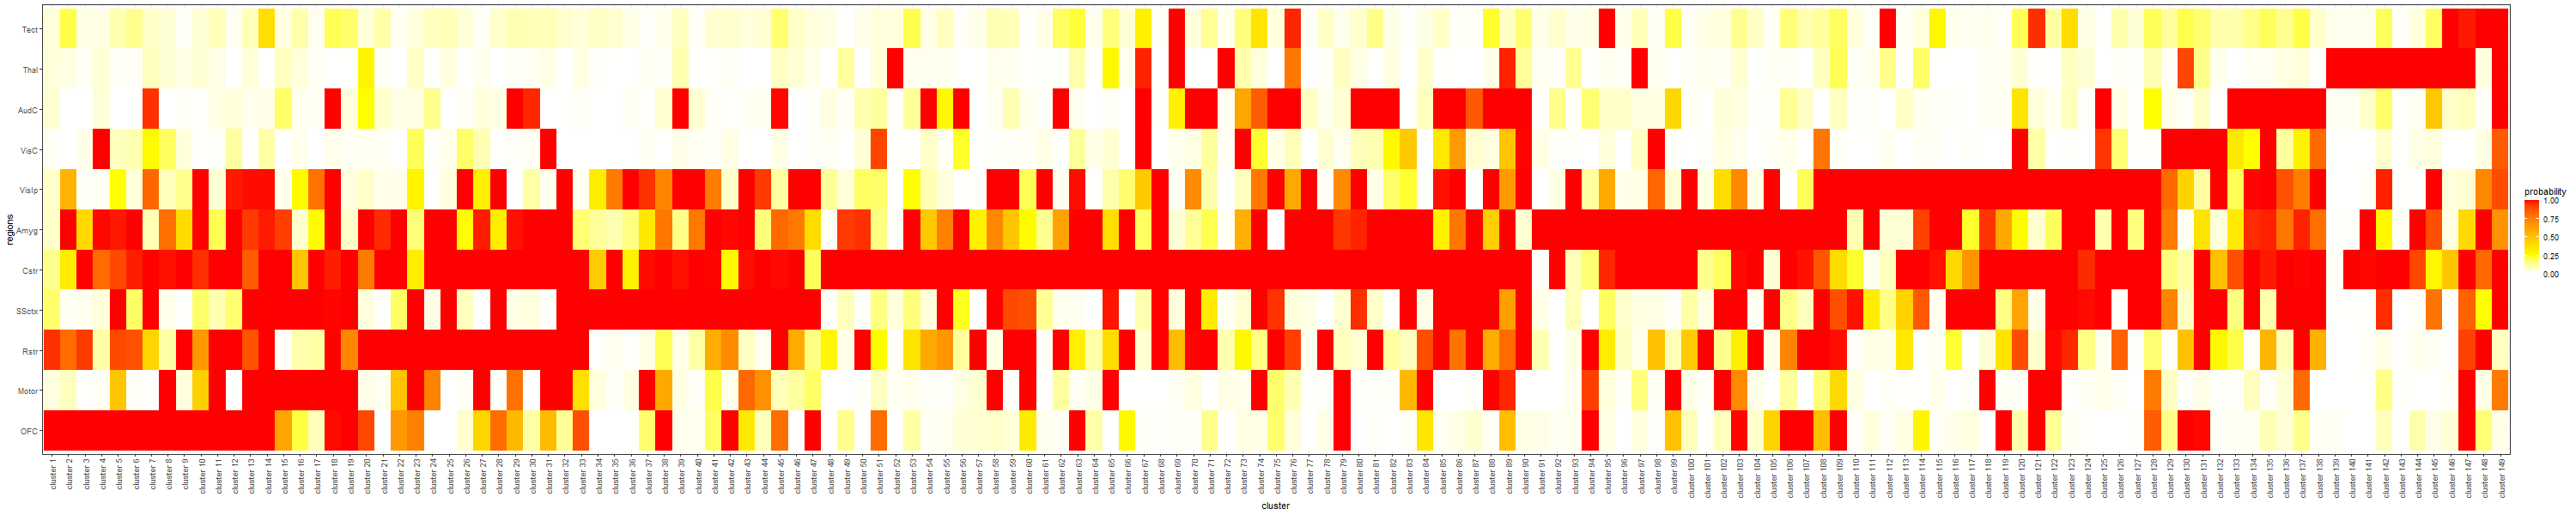 Tect
Thal
AudC
VisC
VisIp
Amyg
Cstr
SSctx
Rstr
Motor
OFC
regions
cluster 1
cluster 2
cluster 3
cluster 4
cluster 5
cluster 6
cluster 7
cluster 8
cluster 9
cluster 10
cluster 11
cluster 12
cluster 13
cluster 14
cluster 15
cluster 16
cluster 17
cluster 18
cluster 19
cluster 20
cluster 21
cluster 22
cluster 23
cluster 24
cluster 25
cluster 26
cluster 27
cluster 28
cluster 29
cluster 30
cluster 31
cluster 32
cluster 33
cluster 34
cluster 35
cluster 36
cluster 37
cluster 38
cluster 39
cluster 40
cluster 41
cluster 42
cluster 43
cluster 44
cluster 45
cluster 46
cluster 47
cluster 48
cluster 49
cluster 50
cluster 51
cluster 52
cluster 53
cluster 54
cluster 55
cluster 56
cluster 57
cluster 58
cluster 59
cluster 60
cluster 61
cluster 62
cluster 63
cluster 64
cluster 65
cluster 66
cluster 67
cluster 68
cluster 69
cluster 70
cluster 71
cluster 72
cluster 73
cluster 74
cluster 75
cluster 76
cluster 77
cluster 78
cluster 79
cluster 80
cluster 81
cluster 82
cluster 83
cluster 84
cluster 85
cluster 86
cluster 87
cluster 88
cluster 89
cluster 90
cluster 91
cluster 92
cluster 93
cluster 94
cluster 95
cluster 96
cluster 97
cluster 98
cluster 99
cluster 100
cluster 101
cluster 102
cluster 103
cluster 104
cluster 105
cluster 106
cluster 107
cluster 108
cluster 109
cluster 110
cluster 111
cluster 112
cluster 113
cluster 114
cluster 115
cluster 116
cluster 117
cluster 118
cluster 119
cluster 120
cluster 121
cluster 122
cluster 123
cluster 124
cluster 125
cluster 126
cluster 127
cluster 128
cluster 129
cluster 130
cluster 131
cluster 132
cluster 133
cluster 134
cluster 135
cluster 136
cluster 137
cluster 138
cluster 139
cluster 140
cluster 141
cluster 142
cluster 143
cluster 144
cluster 145
cluster 146
cluster 147
cluster 148
cluster 149
cluster
probability
1.00
0.75
0.50
0.25
0.00